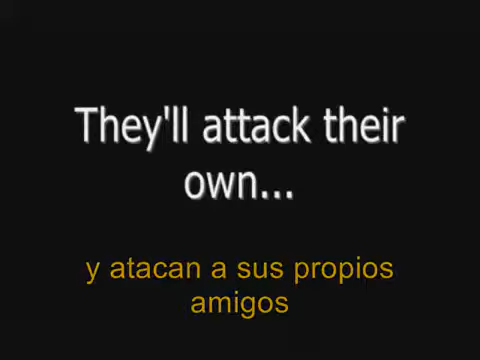 They'll attack their
own...
y atacan a sus propios
amigos